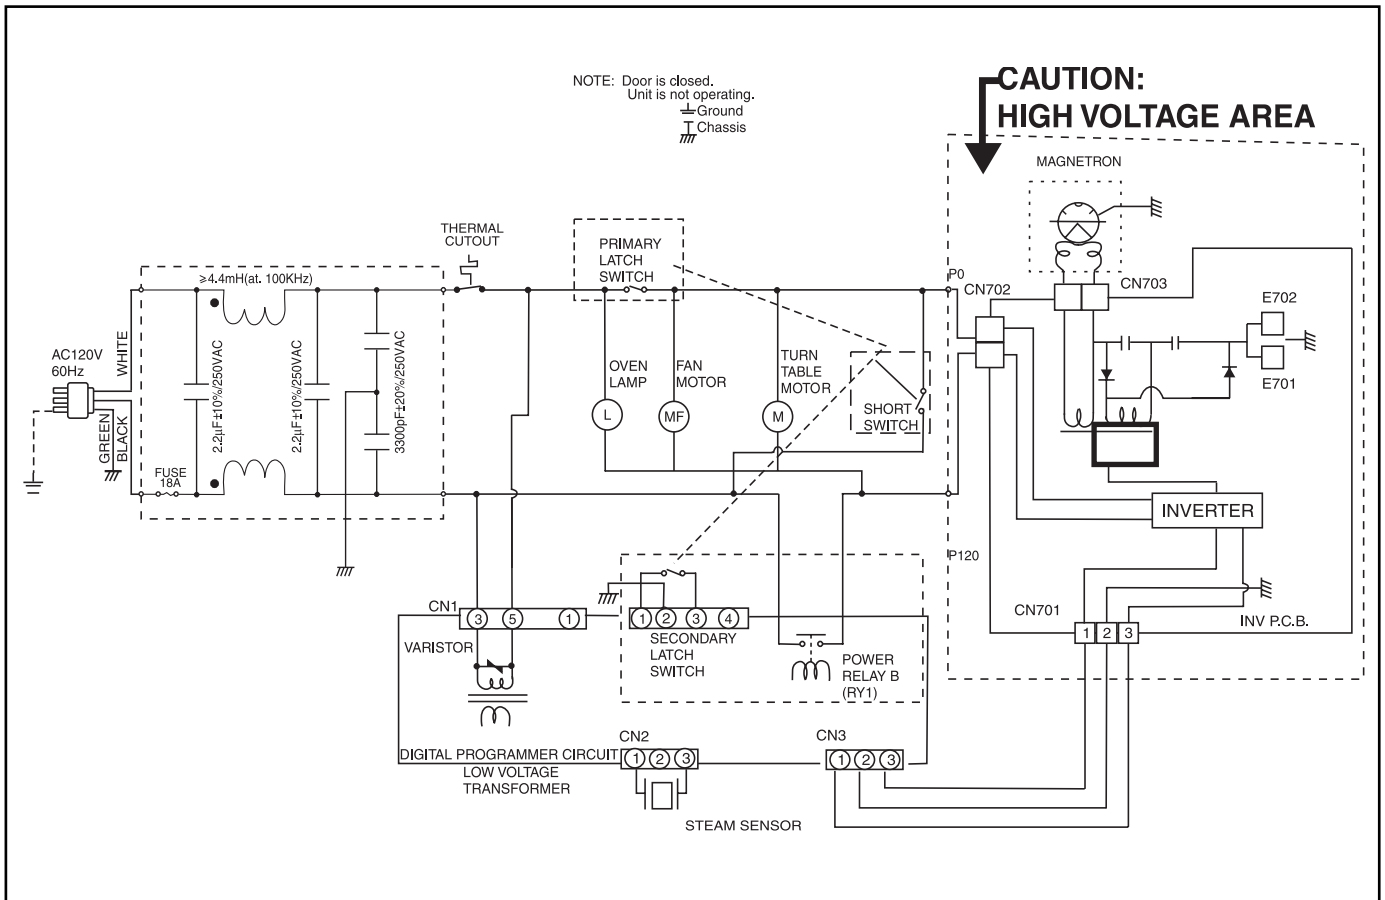 NOTE: Door is closed.
Unit is not operating.
Ground
Chassis
CAUTION:
HIGH VOLTAGE AREA
MAGNETRON
THERMAL
CUTOUT
PRIMARY
LATCH
SWITCH
≥4.4mH(at. 100KHz)
P0
CN702
CN703
E702
E701
AC120V
60Hz
WHITE
GREEN
BLACK
2.2µF±10%/250VAC
2.2µF±10%/250VAC
3300pF±20%/250VAC
FUSE
18A
OVEN
LAMP
L
FAN
MOTOR
MF
TURN
TABLE
MOTOR
M
SHORT
SWITCH
INVERTER
P120
CN1
3 5 1
VARISTOR
1 2 3 4
SECONDARY
LATCH
SWITCH
POWER
RELAY B
(RY1)
CN701
1 2 3
INV P.C.B.
DIGITAL PROGRAMMER CIRCUIT
LOW VOLTAGE
TRANSFORMER
CN2
1 2 3
STEAM SENSOR
CN3
1 2 3